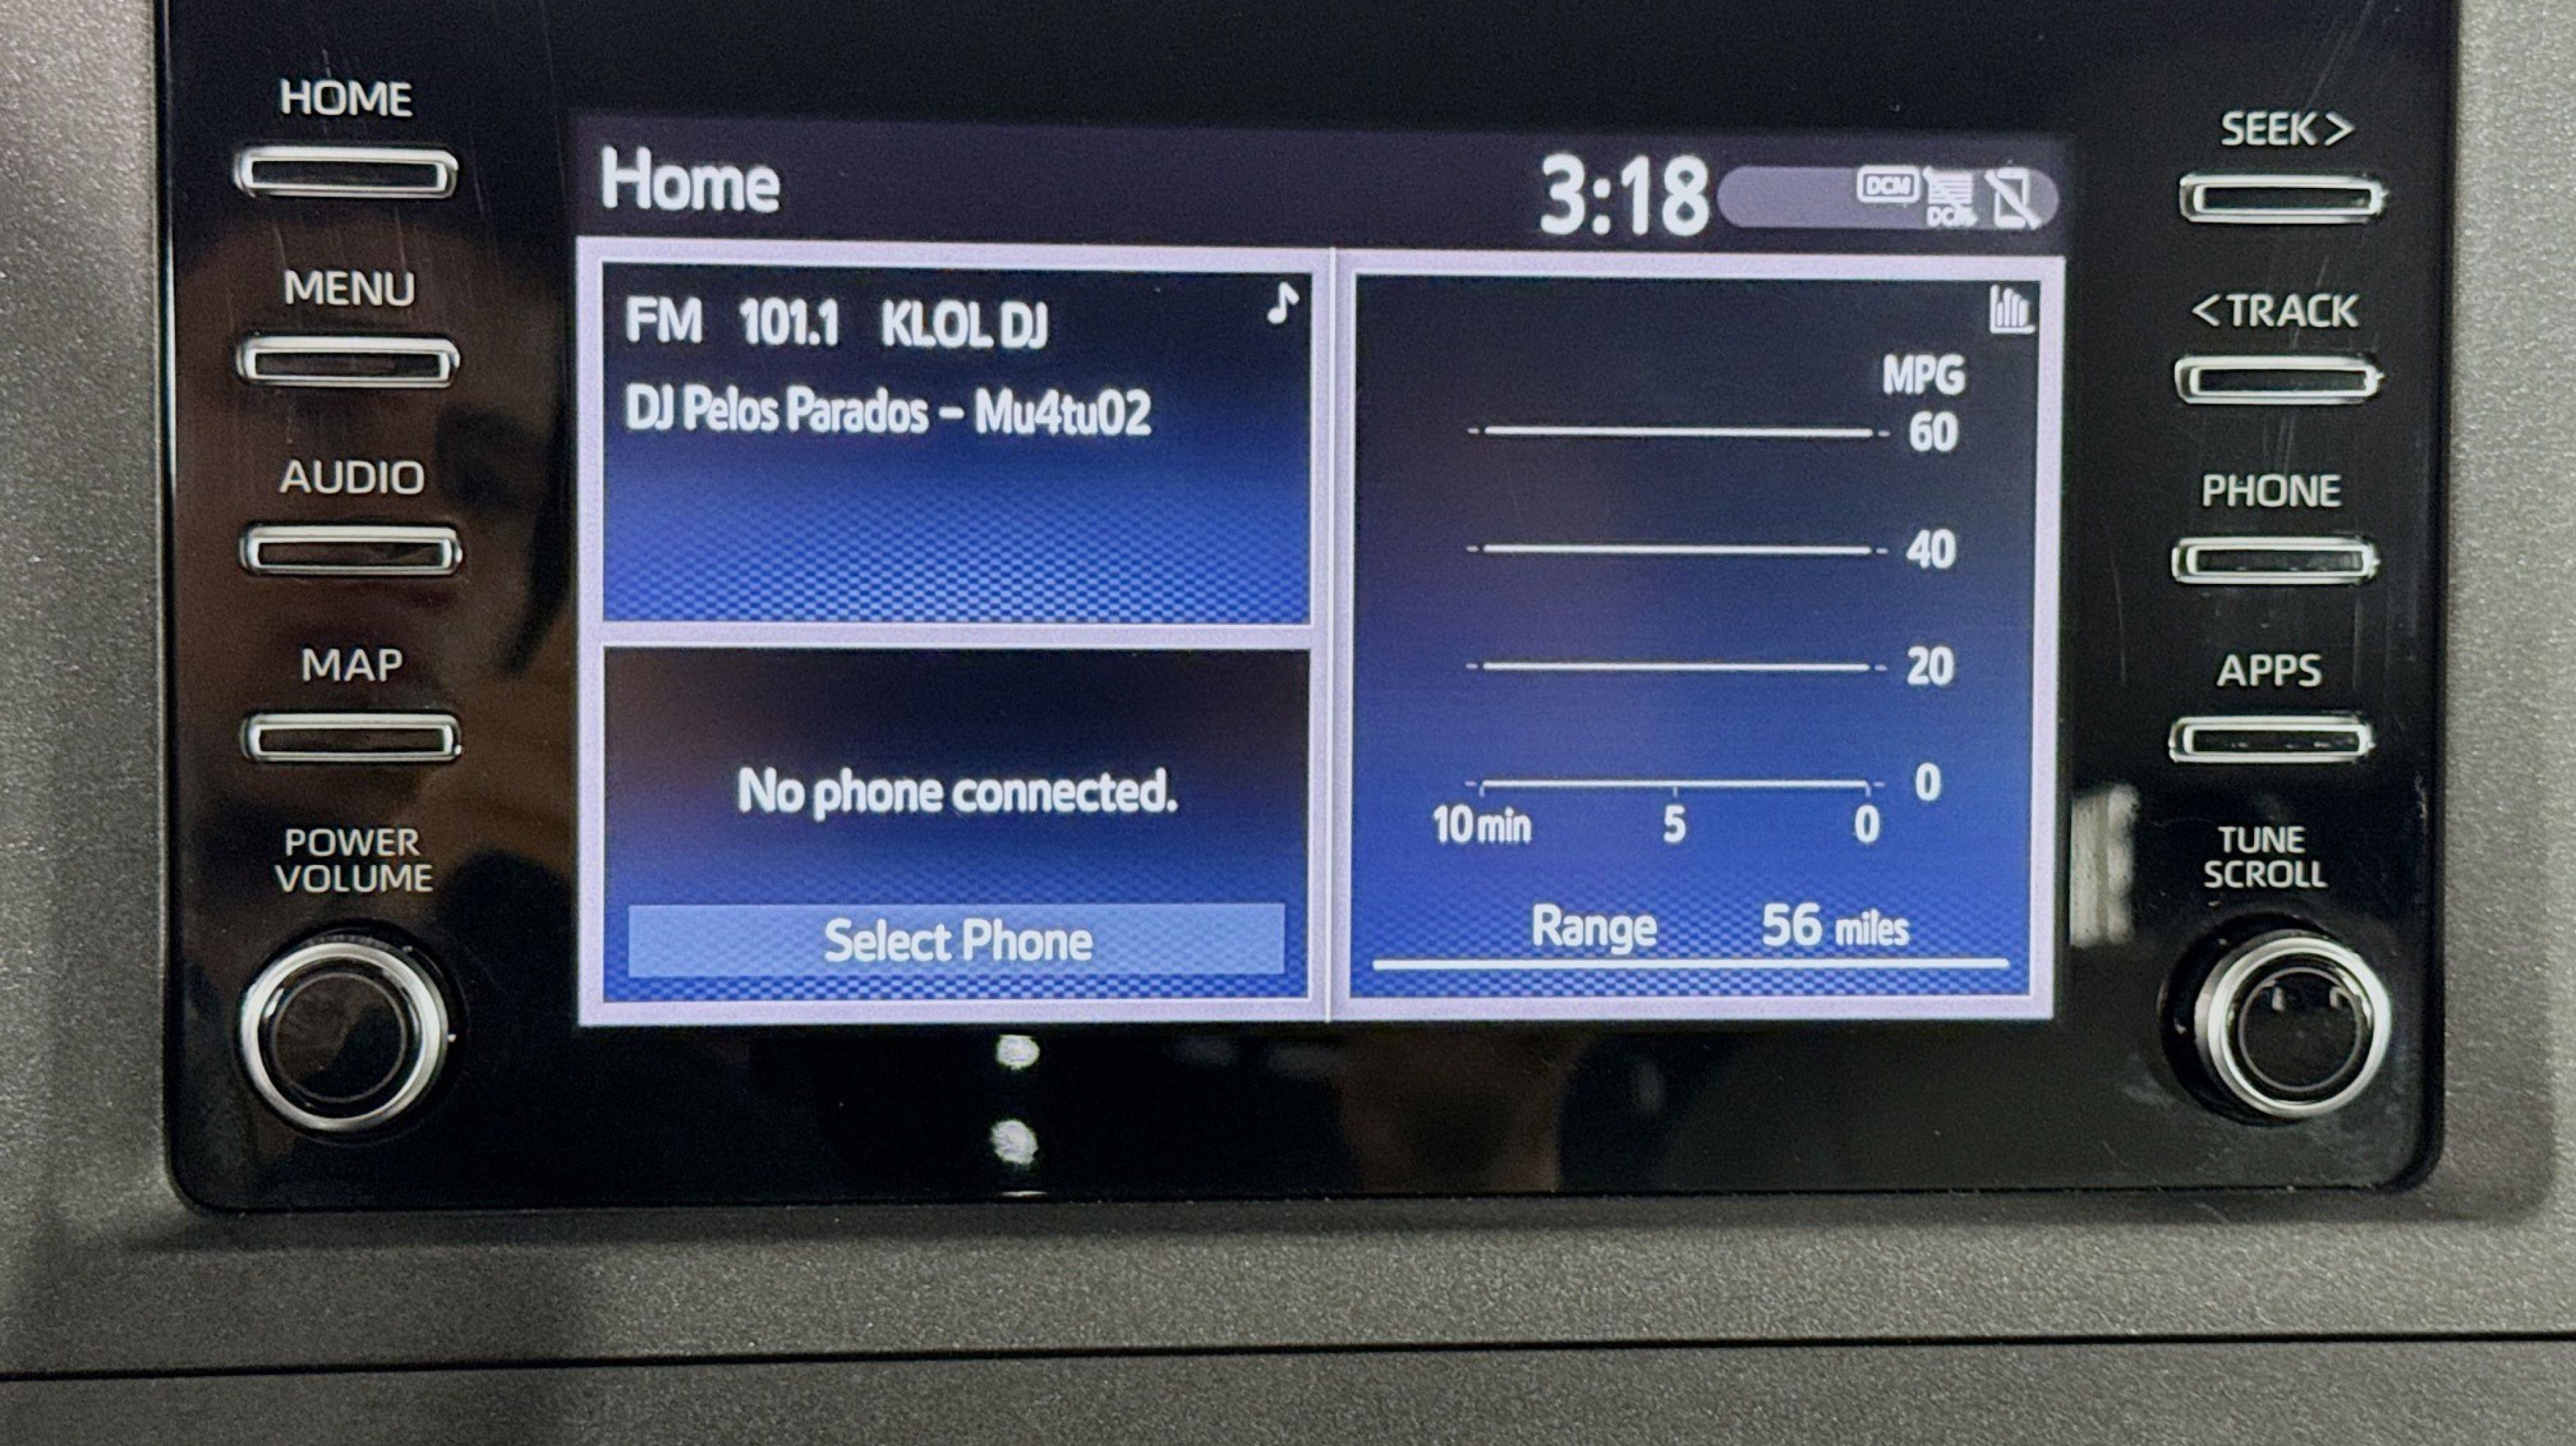 HOME
MENU
AUDIO
MAP
POWER
VOLUME
Home 3:18 DCM
DCM
FM 101.1 KLOL DJ
DJ Pelos Parados - Mu4tu02
No phone connected.
Select Phone
MPG
60
40
20
0
10 min 5 0
Range 56 miles
SEEK >
< TRACK
PHONE
APPS
TUNE
SCROLL